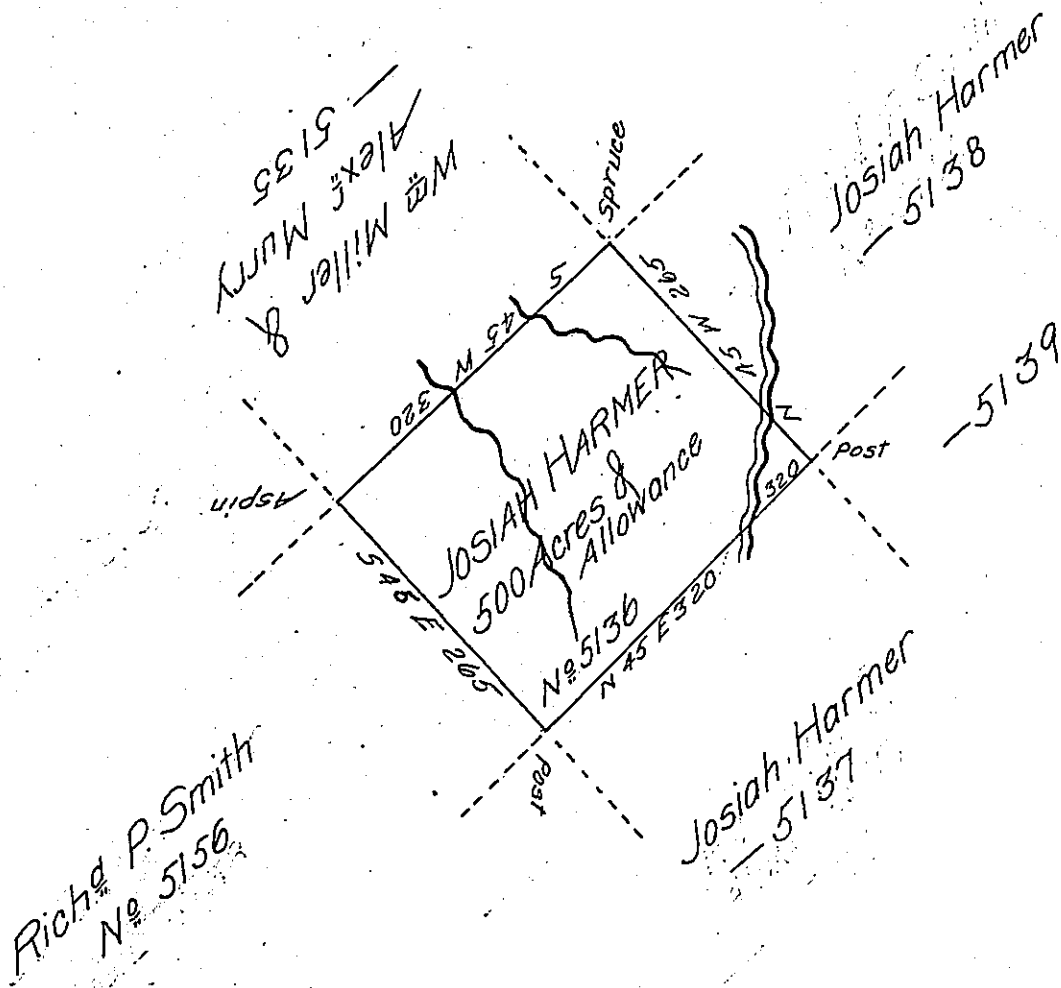 Wm Miller &
Alexr Murry
— 5135
Josiah Harmer
— 5138
— 5139
Spruce
S 45 W 320
N 45 W 265
Aspin
Post
320
JOSIAH HARMER
500 Acres &
Allowance
No 5136
S 45 E 265
N 45 E 320
Post
Josiah Harmer
— 5137
Richd P. Smith
No 5156